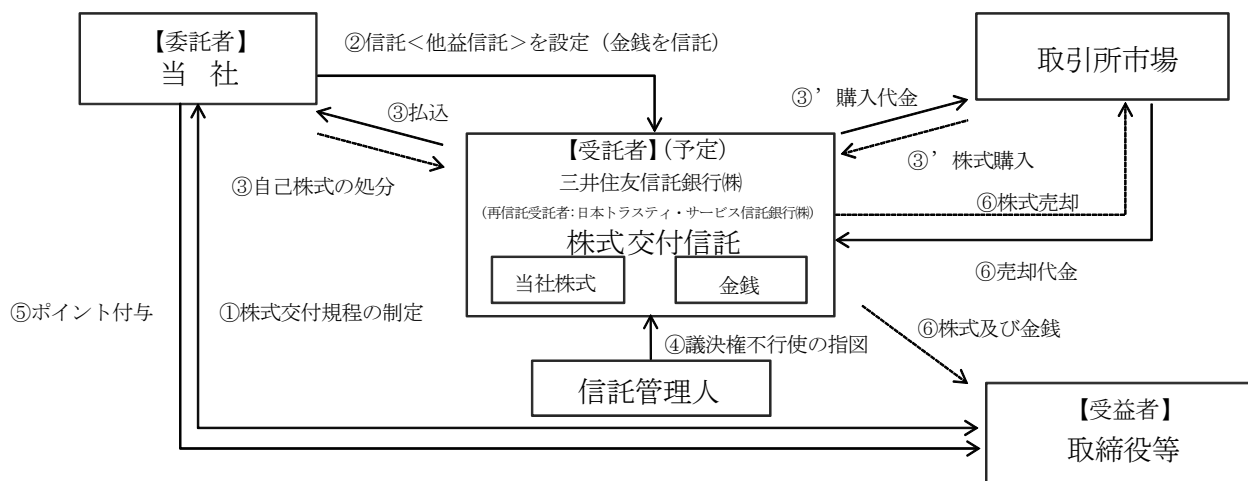 【委託者】
当　社
②信託＜他益信託＞を設定（金銭を信託）
取引所市場
③払込
③’購入代金
③自己株式の処分
③’株式購入
【受託者】（予定）
三井住友信託銀行㈱
（再信託受託者：日本トラスティ・サービス信託銀行㈱）
株式交付信託
当社株式
金銭
⑥株式売却
⑥売却代金
⑤ポイント付与
①株式交付規程の制定
⑥株式及び金銭
④議決権不行使の指図
信託管理人
【受益者】
取締役等